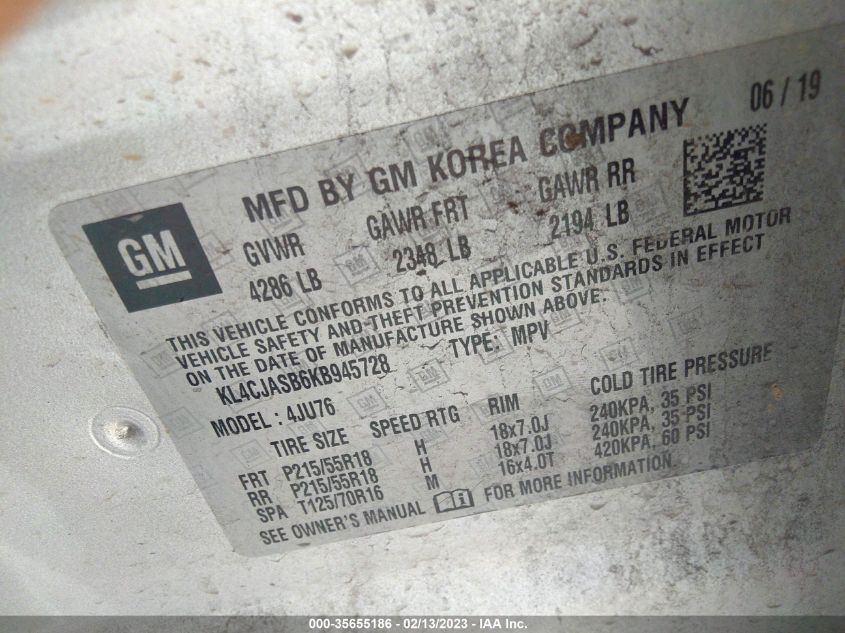 06 / 19
MFD BY GM KOREA COMPANY
GM
GVWR GAWR FRT GAWR RR
4286 LB 2348 LB 2194 LB
THIS VEHICLE CONFORMS TO ALL APPLICABLE U.S. FEDERAL MOTOR
VEHICLE SAFETY AND THEFT PREVENTION STANDARDS IN EFFECT
ON THE DATE OF MANUFACTURE SHOWN ABOVE.
KL4CJASB6KB945728 TYPE: MPV
MODEL: 4JU76
TIRE SIZE SPEED RTG RIM COLD TIRE PRESSURE
FRT P215/55R18 H 18x7.0J 240KPA, 35 PSI
RR P215/55R18 H 18x7.0J 240KPA, 35 PSI
SPA T125/70R16 M 16x4.0T 420KPA, 60 PSI
SEE OWNER'S MANUAL FOR MORE INFORMATION
000-35655186 - 02/13/2023 - IAA Inc.